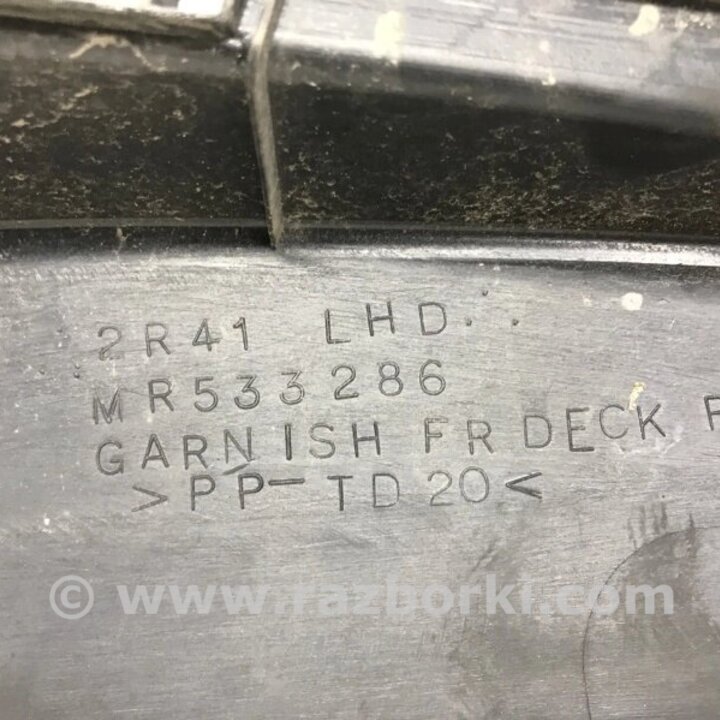 2R41 LHD
MR533286
GARNISH FR DECK
>PP-TD20<
© www.razborki.com